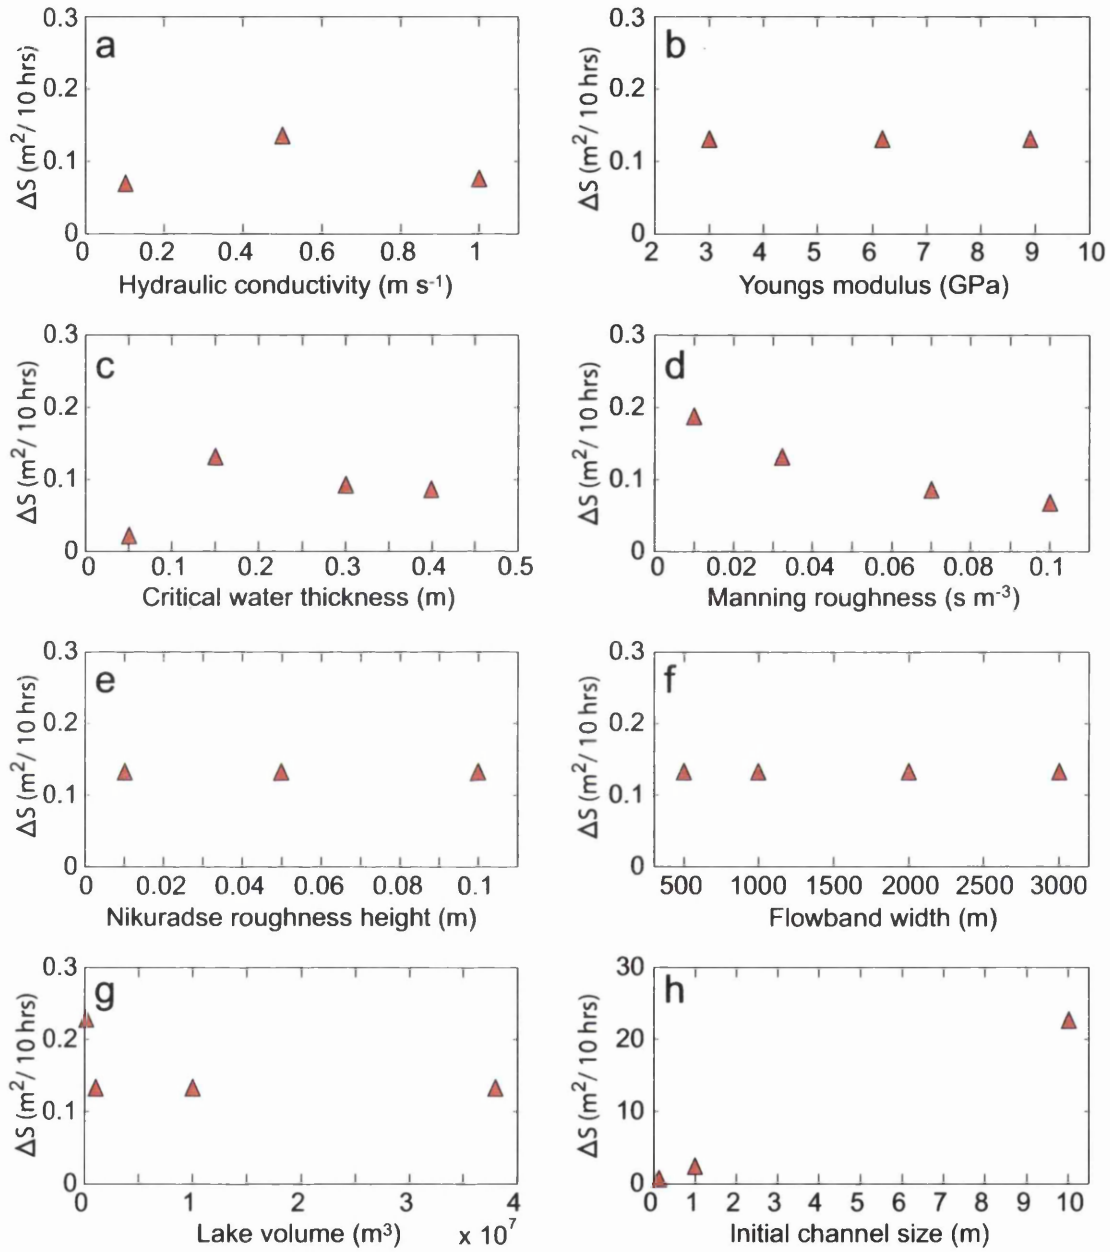 a
0.3
0.2
0.1
0
ΔS (m²/ 10 hrs)
0 0.2 0.4 0.6 0.8 1
Hydraulic conductivity (m s⁻¹)
b
0.3
0.2
0.1
0
ΔS (m²/ 10 hrs)
2 3 4 5 6 7 8 9 10
Youngs modulus (GPa)
c
0.3
0.2
0.1
0
ΔS (m²/ 10 hrs)
0 0.1 0.2 0.3 0.4 0.5
Critical water thickness (m)
d
0.3
0.2
0.1
0
ΔS (m²/ 10 hrs)
0 0.02 0.04 0.06 0.08 0.1
Manning roughness (s m⁻³)
e
0.3
0.2
0.1
0
ΔS (m²/ 10 hrs)
0 0.02 0.04 0.06 0.08 0.1
Nikuradse roughness height (m)
f
0.3
0.2
0.1
0
ΔS (m²/ 10 hrs)
500 1000 1500 2000 2500 3000
Flowband width (m)
g
0.3
0.2
0.1
0
ΔS (m²/ 10 hrs)
0 1 2 3 4
Lake volume (m³) x 10⁷
h
30
20
10
0
ΔS (m²/ 10 hrs)
0 1 2 3 4 5 6 7 8 9 10
Initial channel size (m)